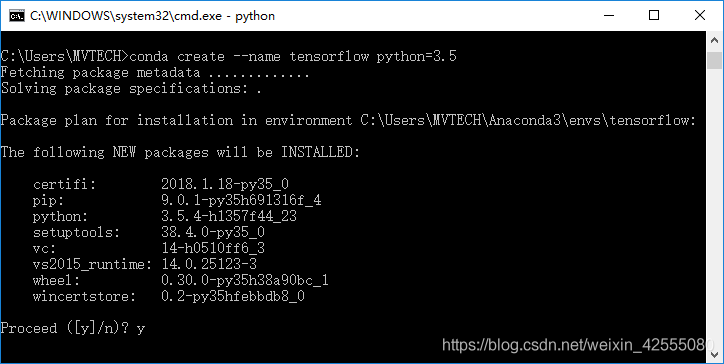 C:\WINDOWS\system32\cmd.exe - python
C:\Users\MVTECH>conda create --name tensorflow python=3.5
Fetching package metadata .............
Solving package specifications: .
Package plan for installation in environment C:\Users\MVTECH\Anaconda3\envs\tensorflow:
The following NEW packages will be INSTALLED:
certifi: 2018.1.18-py35_0
pip: 9.0.1-py35h691316f_4
python: 3.5.4-h1357f44_23
setuptools: 38.4.0-py35_0
vc: 14-h0510ff6_3
vs2015_runtime: 14.0.25123-3
wheel: 0.30.0-py35h38a90bc_1
wincertstore: 0.2-py35hfebbdb8_0
Proceed ([y]/n)? y
https://blog.csdn.net/weixin_42555080